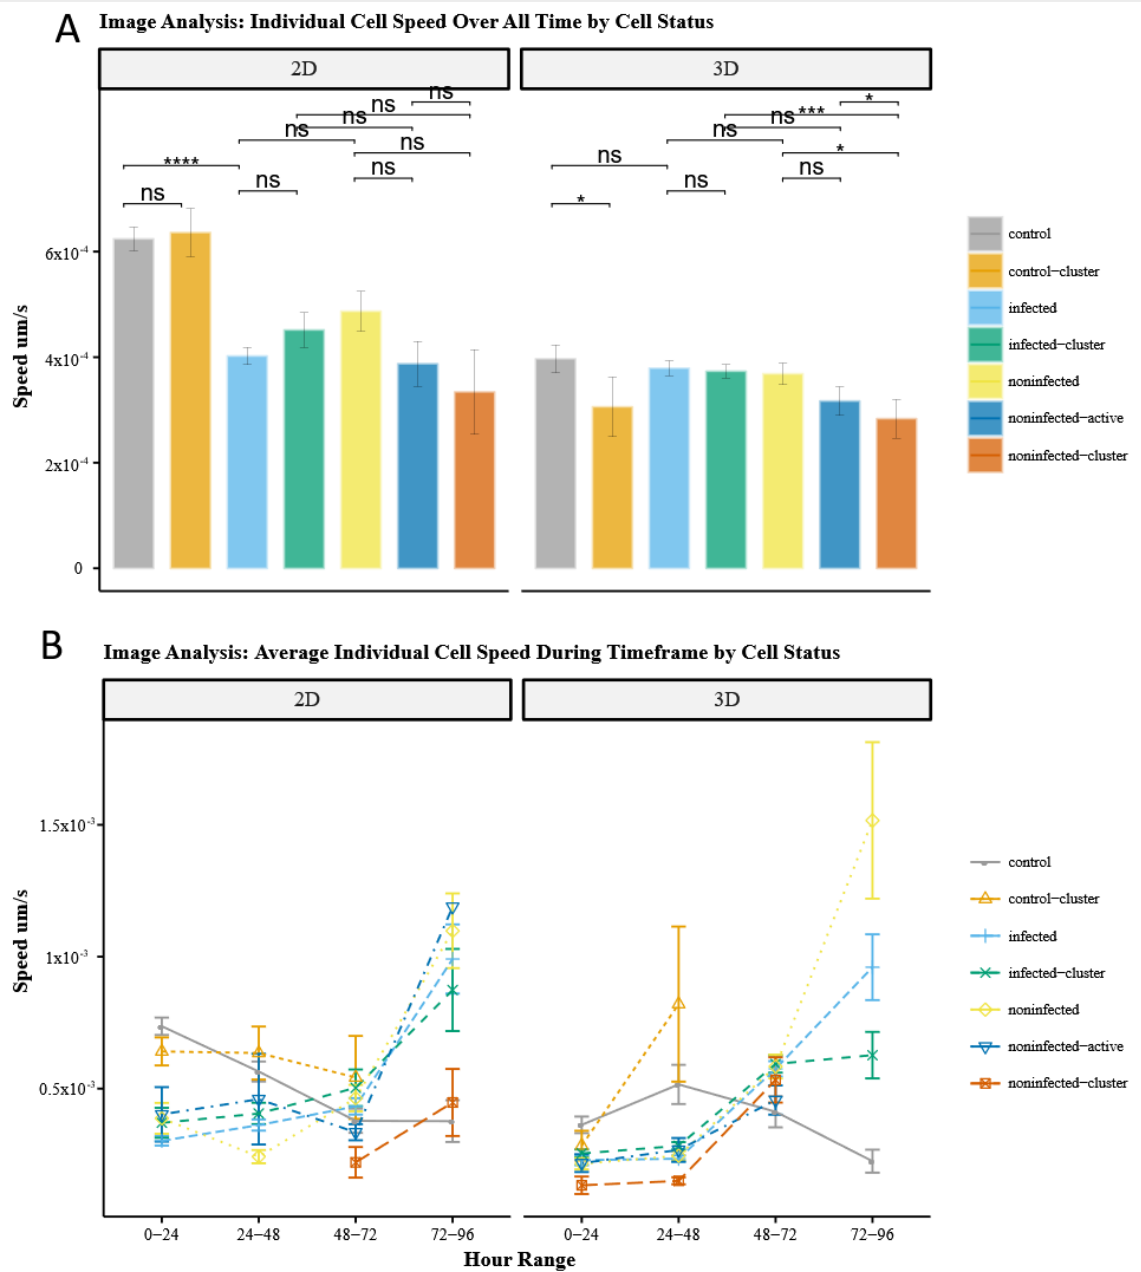 A
Image Analysis: Individual Cell Speed Over All Time by Cell Status
2D
3D
ns
ns
ns
ns
ns
ns
ns
****
ns
*
***
ns
ns
*
ns
ns
ns
*
Speed um/s
6x10⁻⁴
4x10⁻⁴
2x10⁻⁴
0
control
control-cluster
infected
infected-cluster
noninfected
noninfected-active
noninfected-cluster
B
Image Analysis: Average Individual Cell Speed During Timeframe by Cell Status
2D
3D
Speed um/s
1.5x10⁻³
1x10⁻³
0.5x10⁻³
0-24
24-48
48-72
72-96
0-24
24-48
48-72
72-96
Hour Range
control
control-cluster
infected
infected-cluster
noninfected
noninfected-active
noninfected-cluster